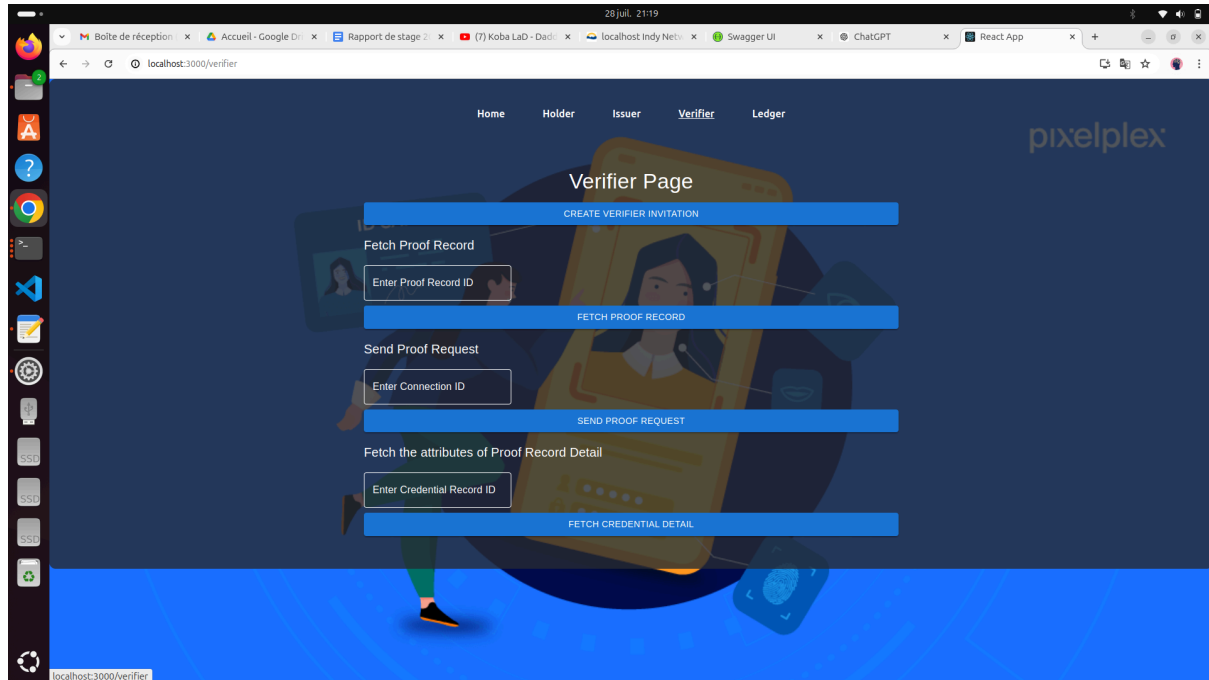 28 juil. 21:19
Boîte de réception
Accueil - Google Dri
Rapport de stage 2
(7) Koba LaD - Dadd
localhost Indy Netw
Swagger UI
ChatGPT
React App
localhost:3000/verifier
2
Home Holder Issuer Verifier Ledger
pixelplex
Verifier Page
CREATE VERIFIER INVITATION
Fetch Proof Record
Enter Proof Record ID
FETCH PROOF RECORD
Send Proof Request
Enter Connection ID
SEND PROOF REQUEST
Fetch the attributes of Proof Record Detail
Enter Credential Record ID
FETCH CREDENTIAL DETAIL
SSD
SSD
SSD
localhost:3000/verifier